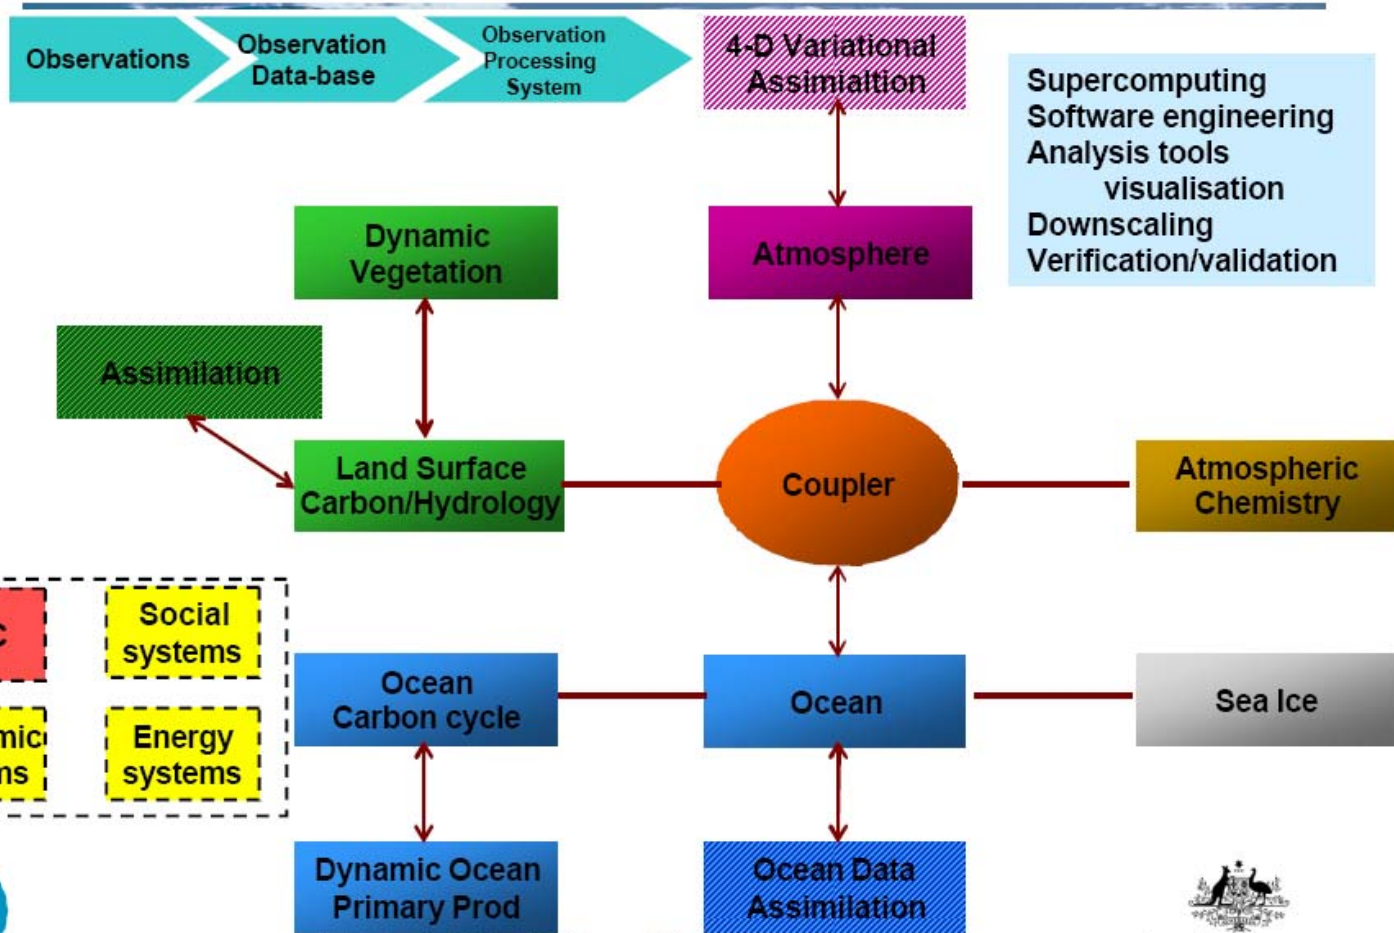 Observations
Observation
Data-base
Observation
Processing
System
4-D Variational
Assimialtion
Supercomputing
Software engineering
Analysis tools
visualisation
Downscaling
Verification/validation
Dynamic
Vegetation
Atmosphere
Assimilation
Land Surface
Carbon/Hydrology
Coupler
Atmospheric
Chemistry
Social
systems
Energy
systems
Ocean
Carbon cycle
Ocean
Sea Ice
Dynamic Ocean
Primary Prod
Ocean Data
Assimilation